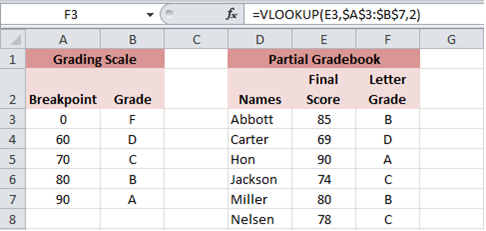 F3 fx =VLOOKUP(E3,$A$3:$B$7,2)
A B C D E F G
1 Grading Scale Partial Gradebook
Final Letter
2 Breakpoint Grade Names Score Grade
3 0 F Abbott 85 B
4 60 D Carter 69 D
5 70 C Hon 90 A
6 80 B Jackson 74 C
7 90 A Miller 80 B
8 Nelsen 78 C